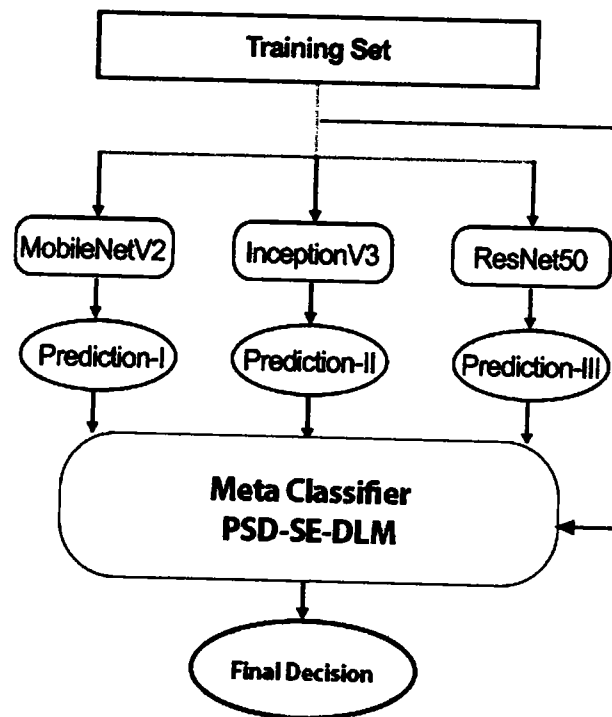 Training Set
MobileNetV2
InceptionV3
ResNet50
Prediction-I
Prediction-II
Prediction-III
Meta Classifier
PSD-SE-DLM
Final Decision